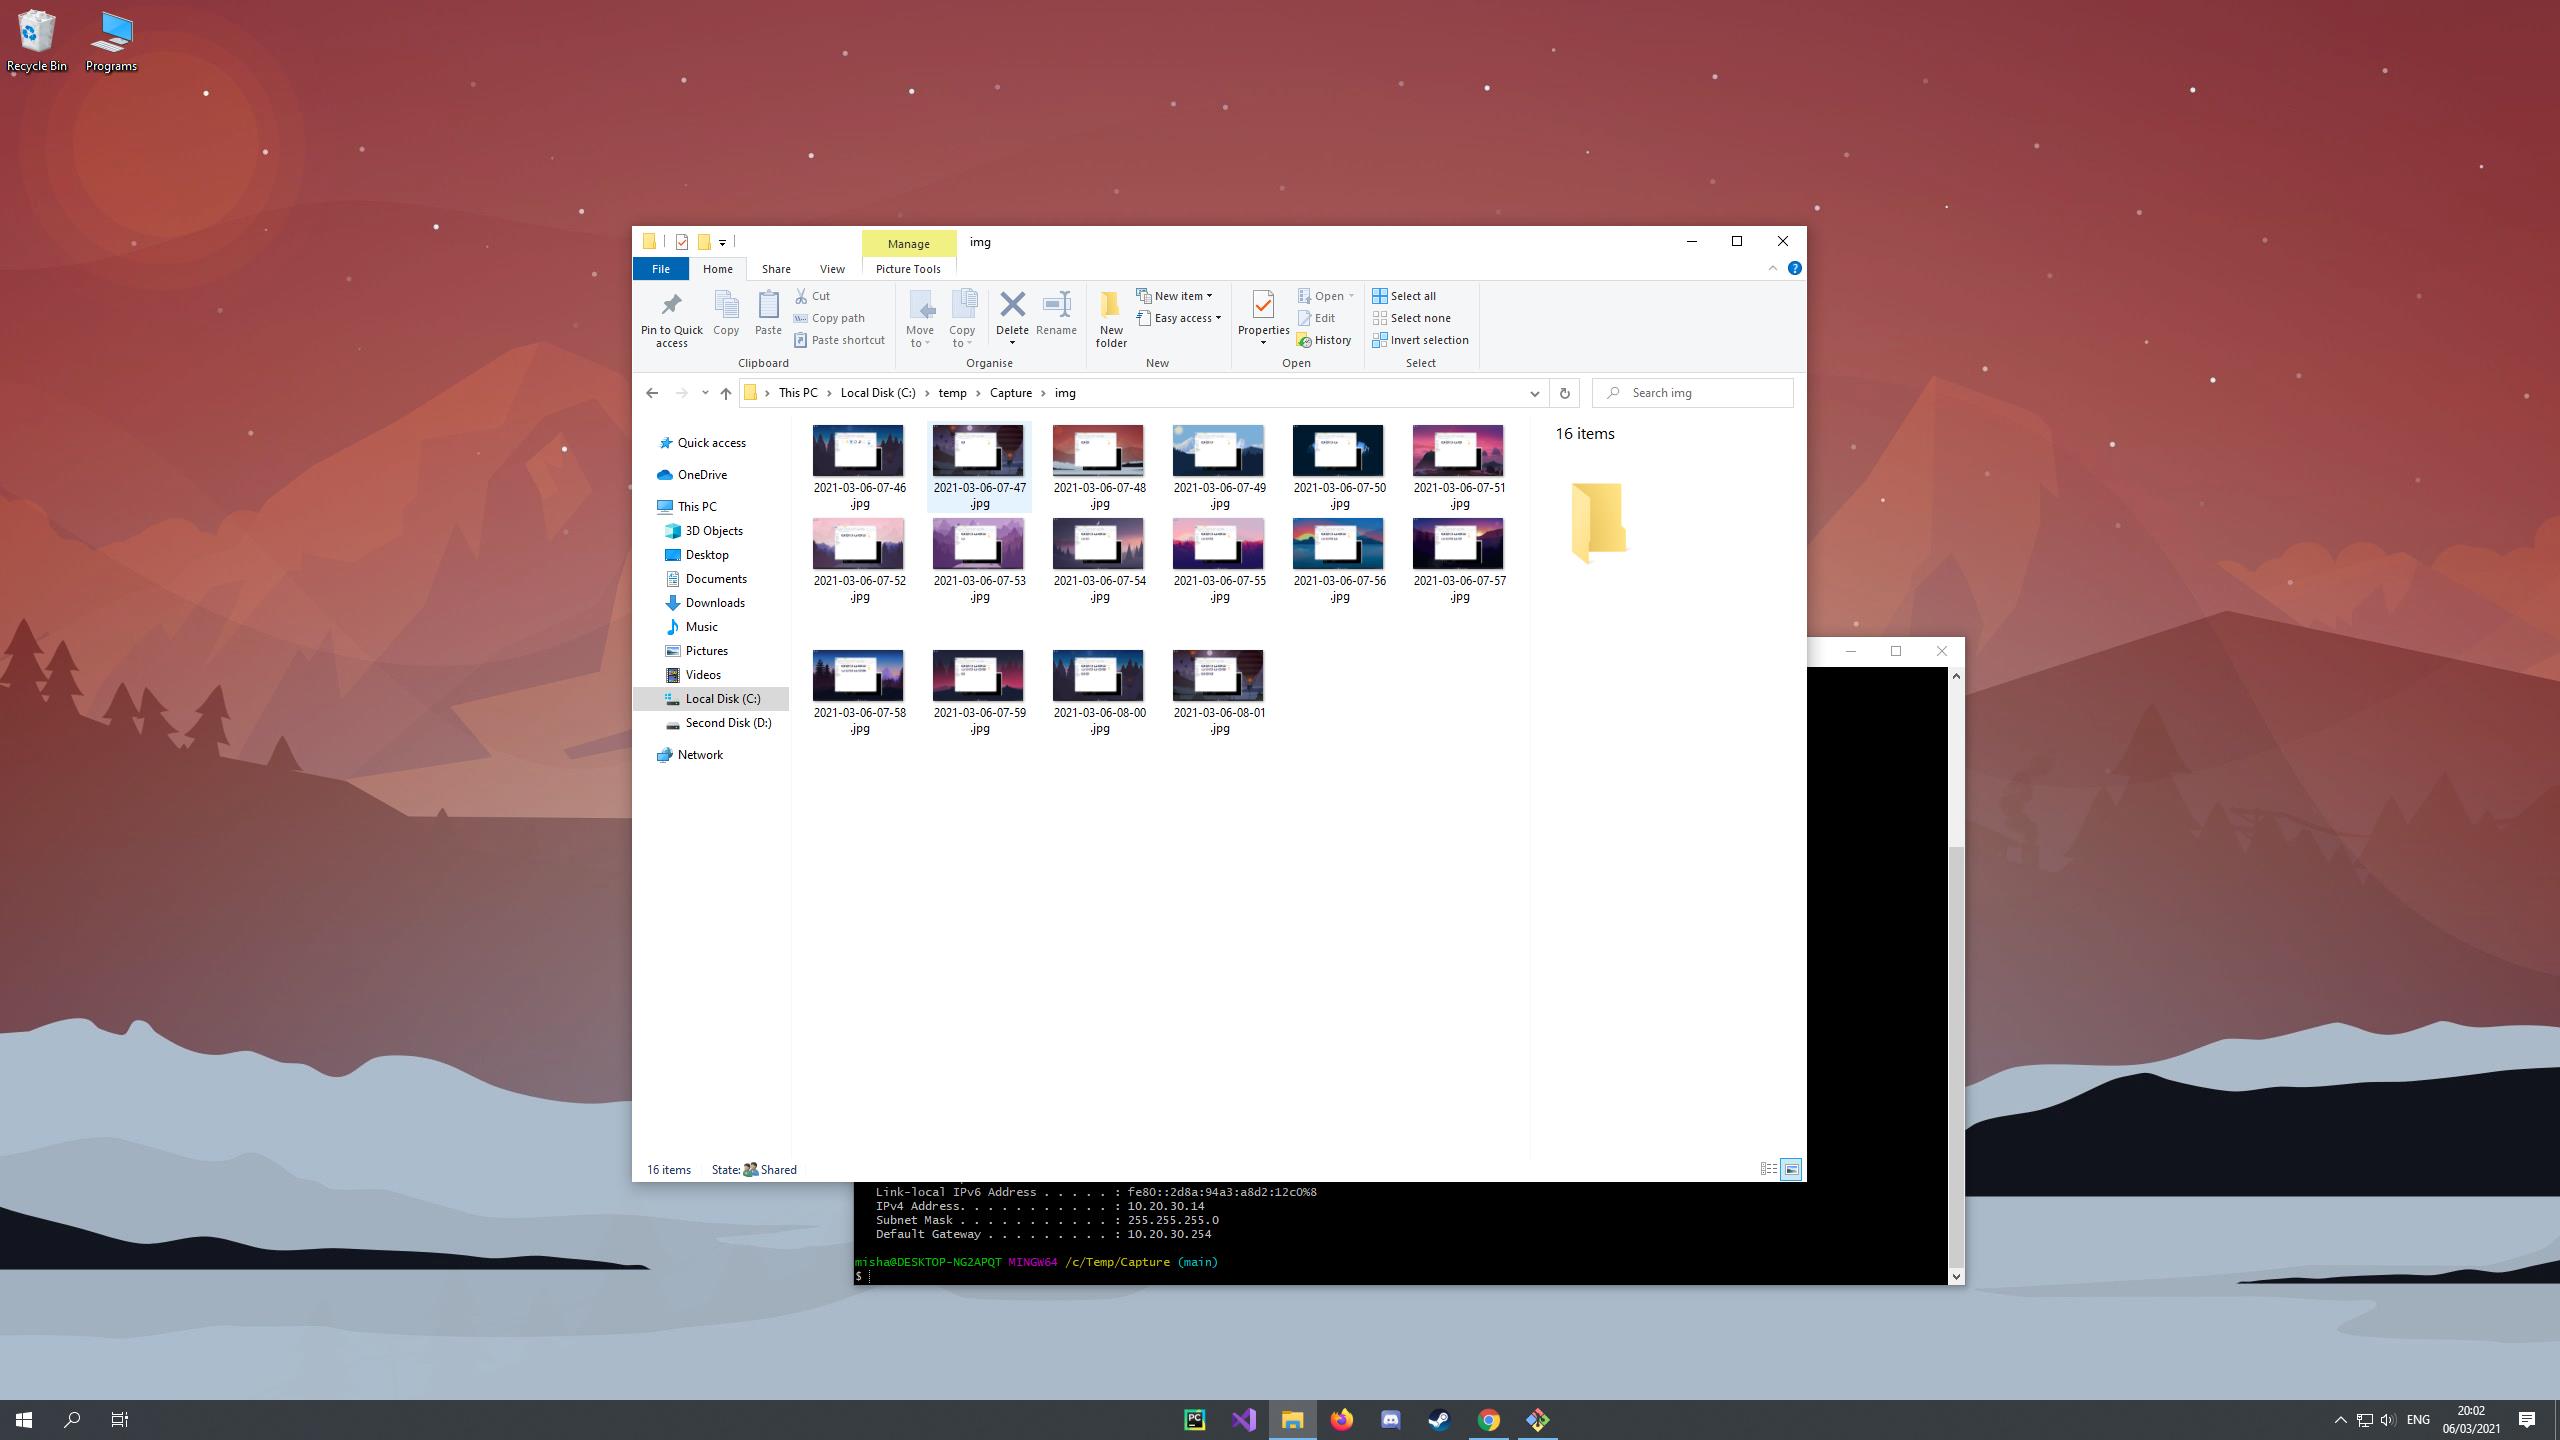 Recycle Bin
Programs
Manage
img
File
Home
Share
View
Picture Tools
Pin to Quick access
Copy
Paste
Cut
Copy path
Paste shortcut
Move to
Copy to
Delete
Rename
New folder
New item
Easy access
Properties
Open
Edit
History
Select all
Select none
Invert selection
Clipboard
Organise
New
Open
Select
This PC > Local Disk (C:) > temp > Capture > img
Search img
Quick access
OneDrive
This PC
3D Objects
Desktop
Documents
Downloads
Music
Pictures
Videos
Local Disk (C:)
Second Disk (D:)
Network
2021-03-06-07-46.jpg
2021-03-06-07-47.jpg
2021-03-06-07-48.jpg
2021-03-06-07-49.jpg
2021-03-06-07-50.jpg
2021-03-06-07-51.jpg
2021-03-06-07-52.jpg
2021-03-06-07-53.jpg
2021-03-06-07-54.jpg
2021-03-06-07-55.jpg
2021-03-06-07-56.jpg
2021-03-06-07-57.jpg
2021-03-06-07-58.jpg
2021-03-06-07-59.jpg
2021-03-06-08-00.jpg
2021-03-06-08-01.jpg
16 items
16 items
State: Shared
Link-local IPv6 Address . . . . . : fe80::2d8a:94a3:a8d2:12c0%8
IPv4 Address. . . . . . . . . . . : 10.20.30.14
Subnet Mask . . . . . . . . . . . : 255.255.255.0
Default Gateway . . . . . . . . . : 10.20.30.254
misha@DESKTOP-NG2APQT MINGW64 /c/Temp/Capture (main)
$
PC
ENG
20:02
06/03/2021